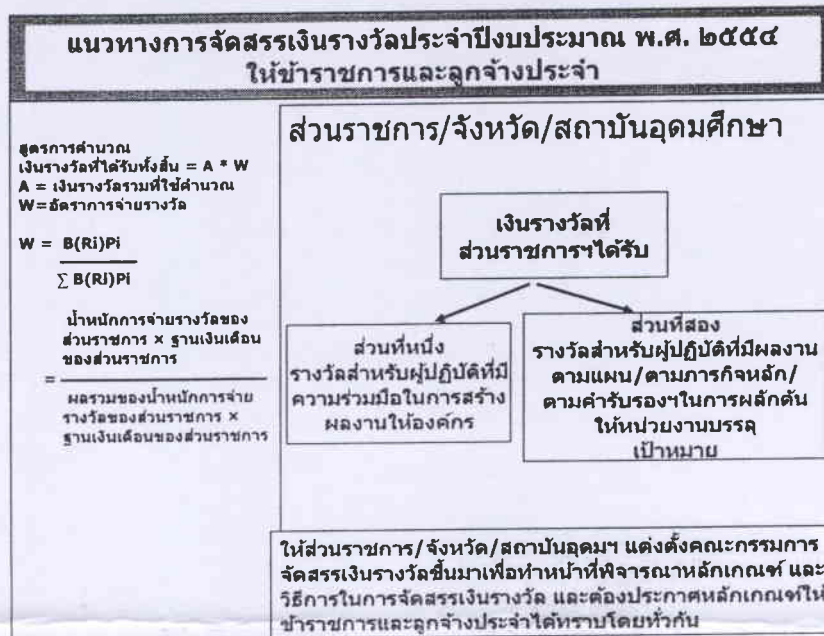 แนวทางการจัดสรรเงินรางวัลประจำปีงบประมาณ พ.ศ. ๒๕๕๔
ให้ข้าราชการและลูกจ้างประจำ
สูตรการคำนวณ
เงินรางวัลที่ได้รับทั้งสิ้น = A * W
A = เงินรางวัลรวมที่ใช้คำนวณ
W=อัตราการจ่ายรางวัล
W = B(Ri)Pi
∑ B(Ri)Pi
น้ำหนักการจ่ายรางวัลของ
ส่วนราชการ × ฐานเงินเดือน
ของส่วนราชการ
=
ผลรวมของน้ำหนักการจ่าย
รางวัลของส่วนราชการ ×
ฐานเงินเดือนของส่วนราชการ
ส่วนราชการ/จังหวัด/สถาบันอุดมศึกษา
เงินรางวัลที่
ส่วนราชการฯได้รับ
ส่วนที่หนึ่ง
รางวัลสำหรับผู้ปฏิบัติที่มี
ความร่วมมือในการสร้าง
ผลงานให้องค์กร
ส่วนที่สอง
รางวัลสำหรับผู้ปฏิบัติที่มีผลงาน
ตามแผน/ตามภารกิจหลัก/
ตามคำรับรองฯในการผลักดัน
ให้หน่วยงานบรรลุ
เป้าหมาย
ให้ส่วนราชการ/จังหวัด/สถาบันอุดมฯ แต่งตั้งคณะกรรมการ
จัดสรรเงินรางวัลขึ้นมาเพื่อทำหน้าที่พิจารณาหลักเกณฑ์ และ
วิธีการในการจัดสรรเงินรางวัล และต้องประกาศหลักเกณฑ์ให้
ข้าราชการและลูกจ้างประจำได้ทราบโดยทั่วกัน